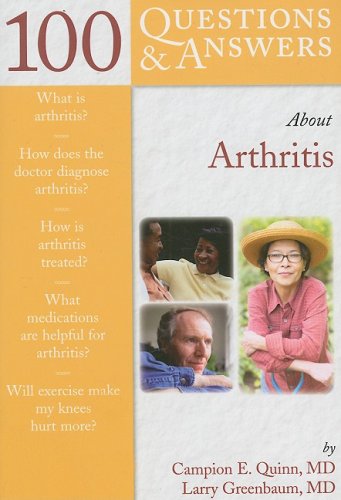 100 QUESTIONS
& ANSWERS
About
Arthritis
What is
arthritis?
How does the
doctor diagnose
arthritis?
How is
arthritis
treated?
What
medications
are helpful for
arthritis?
Will exercise make
my knees
hurt more?
by
Campion E. Quinn, MD
Larry Greenbaum, MD